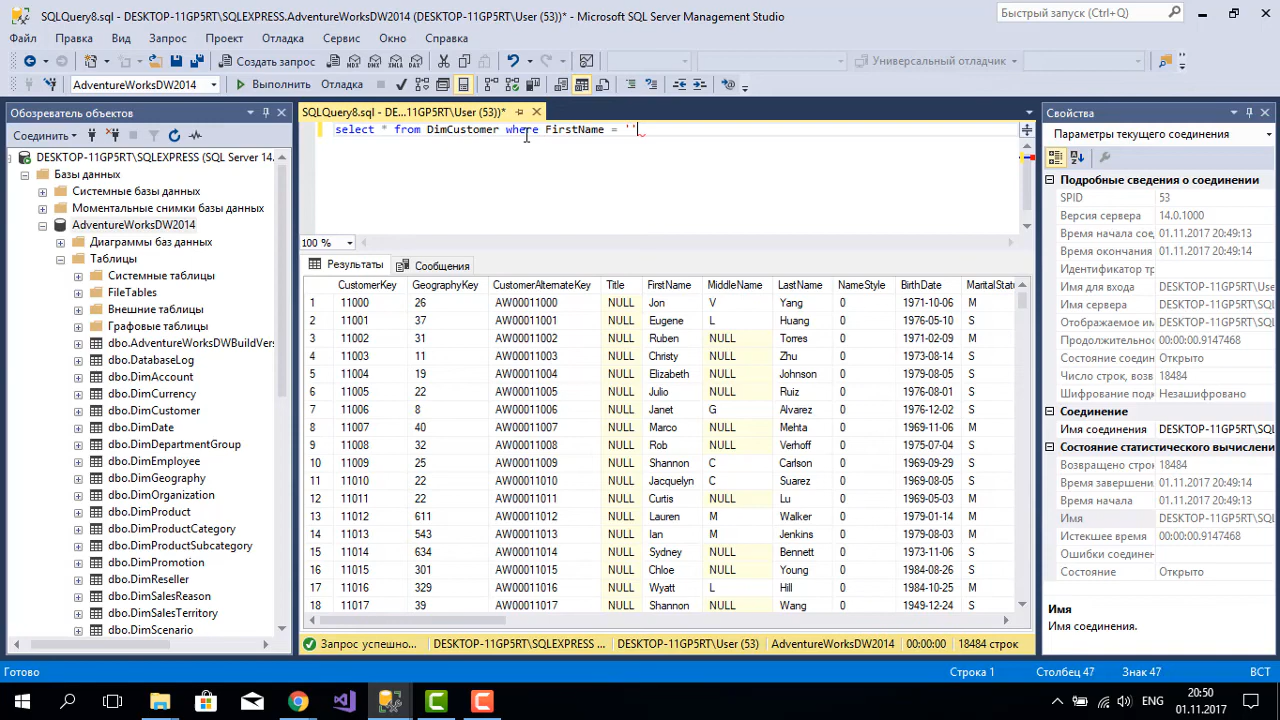 SQLQuery8.sql - DESKTOP-11GP5RT\SQLEXPRESS.AdventureWorksDW2014 (DESKTOP-11GP5RT\User (53))* - Microsoft SQL Server Management Studio
Быстрый запуск (Ctrl+Q)
Файл Правка Вид Запрос Проект Отладка Сервис Окно Справка
Создать запрос
Универсальный отладчик
AdventureWorksDW2014 Выполнить Отладка
Обозреватель объектов
Соединить
DESKTOP-11GP5RT\SQLEXPRESS (SQL Server 14.
Базы данных
Системные базы данных
Моментальные снимки базы данных
AdventureWorksDW2014
Диаграммы баз данных
Таблицы
Системные таблицы
FileTables
Внешние таблицы
Графовые таблицы
dbo.AdventureWorksDWBuildVers
dbo.DatabaseLog
dbo.DimAccount
dbo.DimCurrency
dbo.DimCustomer
dbo.DimDate
dbo.DimDepartmentGroup
dbo.DimEmployee
dbo.DimGeography
dbo.DimOrganization
dbo.DimProduct
dbo.DimProductCategory
dbo.DimProductSubcategory
dbo.DimPromotion
dbo.DimReseller
dbo.DimSalesReason
dbo.DimSalesTerritory
dbo.DimScenario
SQLQuery8.sql - DE...11GP5RT\User (53))*
select * from DimCustomer where FirstName = ''
100 %
Результаты Сообщения
CustomerKey GeographyKey CustomerAlternateKey Title FirstName MiddleName LastName NameStyle BirthDate MaritalStatu
1 11000 26 AW00011000 NULL Jon V Yang 0 1971-10-06 M
2 11001 37 AW00011001 NULL Eugene L Huang 0 1976-05-10 S
3 11002 31 AW00011002 NULL Ruben NULL Torres 0 1971-02-09 M
4 11003 11 AW00011003 NULL Christy NULL Zhu 0 1973-08-14 S
5 11004 19 AW00011004 NULL Elizabeth NULL Johnson 0 1979-08-05 S
6 11005 22 AW00011005 NULL Julio NULL Ruiz 0 1976-08-01 S
7 11006 8 AW00011006 NULL Janet G Alvarez 0 1976-12-02 S
8 11007 40 AW00011007 NULL Marco NULL Mehta 0 1969-11-06 M
9 11008 32 AW00011008 NULL Rob NULL Verhoff 0 1975-07-04 S
10 11009 25 AW00011009 NULL Shannon C Carlson 0 1969-09-29 S
11 11010 22 AW00011010 NULL Jacquelyn C Suarez 0 1969-08-05 S
12 11011 22 AW00011011 NULL Curtis NULL Lu 0 1969-05-03 M
13 11012 611 AW00011012 NULL Lauren M Walker 0 1979-01-14 M
14 11013 543 AW00011013 NULL Ian M Jenkins 0 1979-08-03 M
15 11014 634 AW00011014 NULL Sydney NULL Bennett 0 1973-11-06 S
16 11015 301 AW00011015 NULL Chloe NULL Young 0 1984-08-26 S
17 11016 329 AW00011016 NULL Wyatt L Hill 0 1984-10-25 M
18 11017 39 AW00011017 NULL Shannon NULL Wang 0 1949-12-24 S
Запрос успешно... DESKTOP-11GP5RT\SQLEXPRESS ... DESKTOP-11GP5RT\User (53) AdventureWorksDW2014 00:00:00 18484 строк
Свойства
Параметры текущего соединения
Подробные сведения о соединении
SPID 53
Версия сервера 14.0.1000
Время начала сое 01.11.2017 20:49:13
Время окончания 01.11.2017 20:49:13
Идентификатор тр
Имя для входа DESKTOP-11GP5RT\Use
Имя сервера DESKTOP-11GP5RT\SQL
Отображаемое им DESKTOP-11GP5RT\SQL
Продолжительнос 00:00:00.9147468
Состояние соедин Открыто
Число строк, возв 18484
Шифрование подк Незашифровано
Соединение
Имя соединения DESKTOP-11GP5RT\SQL
Состояние статистического вычислени
Возвращено строк 18484
Время завершени 01.11.2017 20:49:14
Время начала 01.11.2017 20:49:13
Имя DESKTOP-11GP5RT\SQL
Истекшее время 00:00:00.9147468
Ошибки соединен
Состояние Открыто
Имя
Имя соединения.
Готово Строка 1 Столбец 47 Знак 47 ВСТ
ENG 20:50
01.11.2017